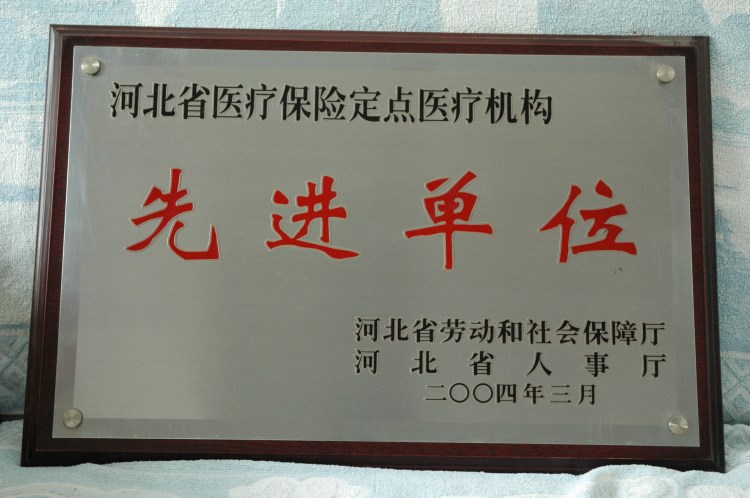 河北省医疗保险定点医疗机构
先进单位
河北省劳动和社会保障厅
河北省人事厅
二〇〇四年三月